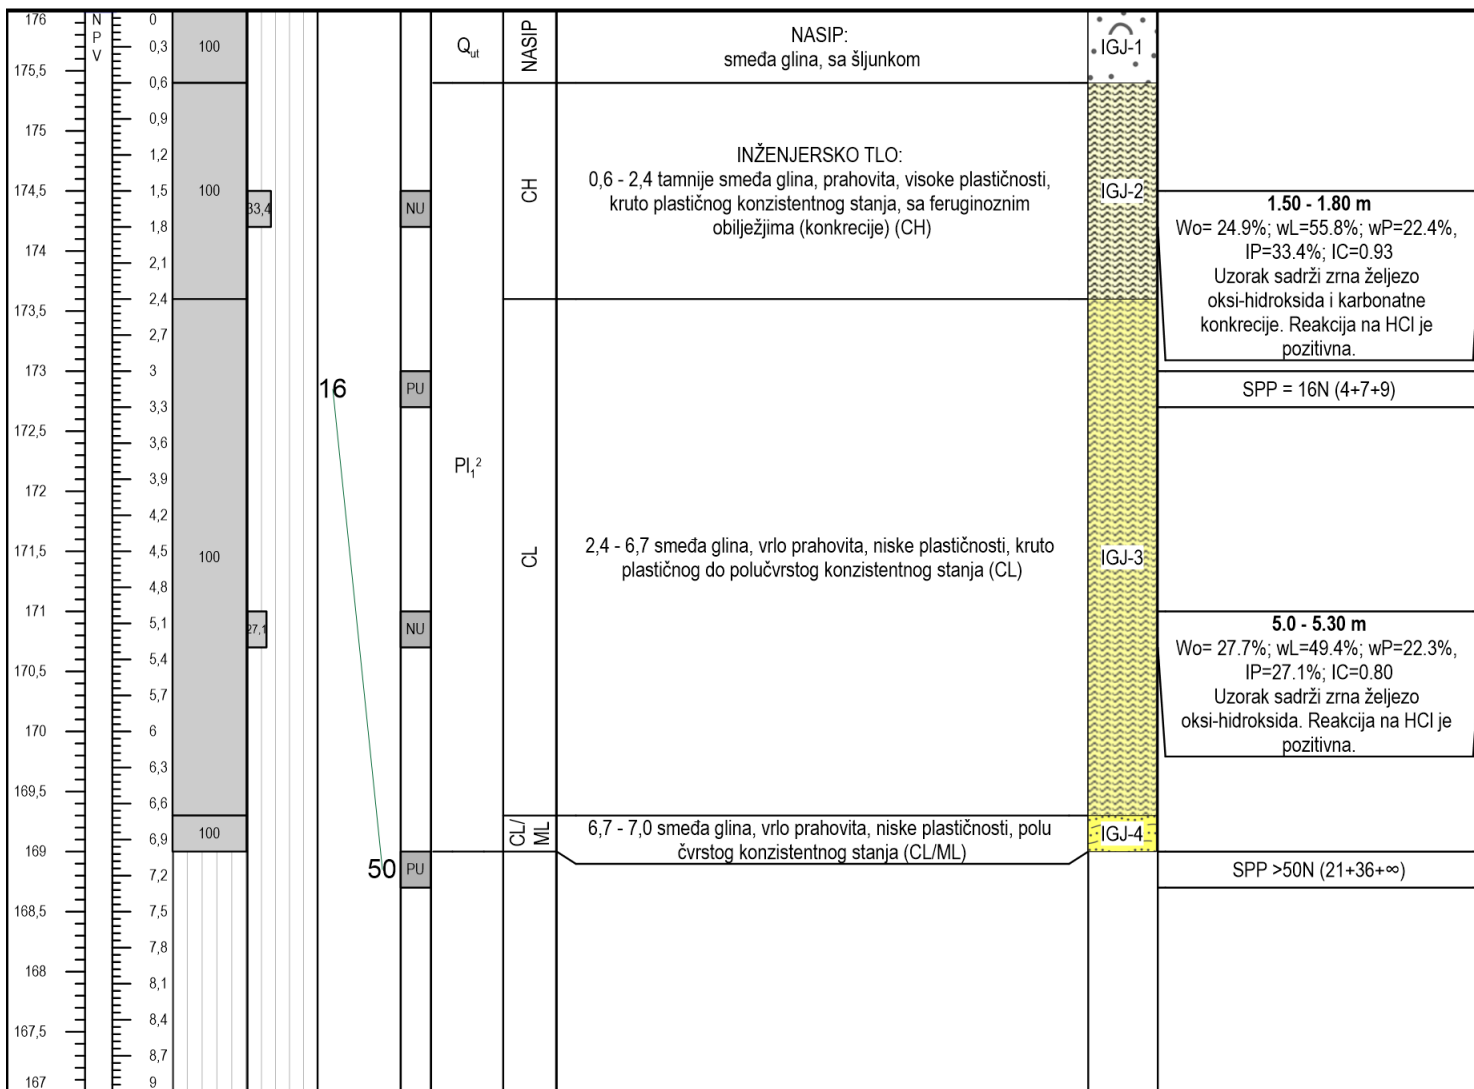 176
175,5
175
174,5
174
173,5
173
172,5
172
171,5
171
170,5
170
169,5
169
168,5
168
167,5
167
N
P
V
0
0,3
0,6
0,9
1,2
1,5
1,8
2,1
2,4
2,7
3
3,3
3,6
3,9
4,2
4,5
4,8
5,1
5,4
5,7
6
6,3
6,6
6,9
7,2
7,5
7,8
8,1
8,4
8,7
9
100
100
100
100
33,4
27,1
16
50
NU
PU
NU
PU
Qut
Pl₁²
NASIP
CH
CL
CL/
ML
NASIP:
smeđa glina, sa šljunkom
INŽENJERSKO TLO:
0,6 - 2,4 tamnije smeđa glina, prahovita, visoke plastičnosti,
kruto plastičnog konzistentnog stanja, sa feruginoznim
obilježjima (konkrecije) (CH)
2,4 - 6,7 smeđa glina, vrlo prahovita, niske plastičnosti, kruto
plastičnog do polučvrstog konzistentnog stanja (CL)
6,7 - 7,0 smeđa glina, vrlo prahovita, niske plastičnosti, polu
čvrstog konzistentnog stanja (CL/ML)
IGJ-1
IGJ-2
IGJ-3
IGJ-4
1.50 - 1.80 m
Wo= 24.9%; wL=55.8%; wP=22.4%,
IP=33.4%; IC=0.93
Uzorak sadrži zrna željezo
oksi-hidroksida i karbonatne
konkrecije. Reakcija na HCl je
pozitivna.
SPP = 16N (4+7+9)
5.0 - 5.30 m
Wo= 27.7%; wL=49.4%; wP=22.3%,
IP=27.1%; IC=0.80
Uzorak sadrži zrna željezo
oksi-hidroksida. Reakcija na HCl je
pozitivna.
SPP >50N (21+36+∞)